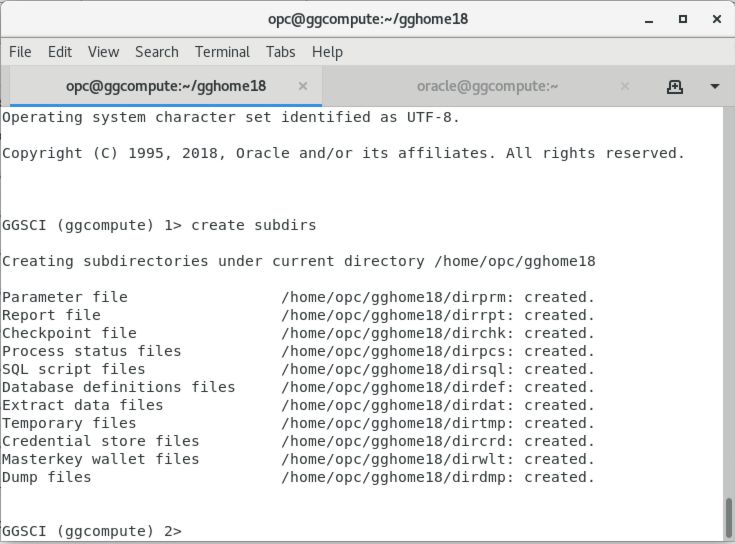 opc@ggcompute:~/gghome18
File Edit View Search Terminal Tabs Help
opc@ggcompute:~/gghome18 × oracle@ggcompute:~ ×
Operating system character set identified as UTF-8.
Copyright (C) 1995, 2018, Oracle and/or its affiliates. All rights reserved.
GGSCI (ggcompute) 1> create subdirs
Creating subdirectories under current directory /home/opc/gghome18
Parameter file /home/opc/gghome18/dirprm: created.
Report file /home/opc/gghome18/dirrpt: created.
Checkpoint file /home/opc/gghome18/dirchk: created.
Process status files /home/opc/gghome18/dirpcs: created.
SQL script files /home/opc/gghome18/dirsql: created.
Database definitions files /home/opc/gghome18/dirdef: created.
Extract data files /home/opc/gghome18/dirdat: created.
Temporary files /home/opc/gghome18/dirtmp: created.
Credential store files /home/opc/gghome18/dircrd: created.
Masterkey wallet files /home/opc/gghome18/dirwlt: created.
Dump files /home/opc/gghome18/dirdmp: created.
GGSCI (ggcompute) 2>